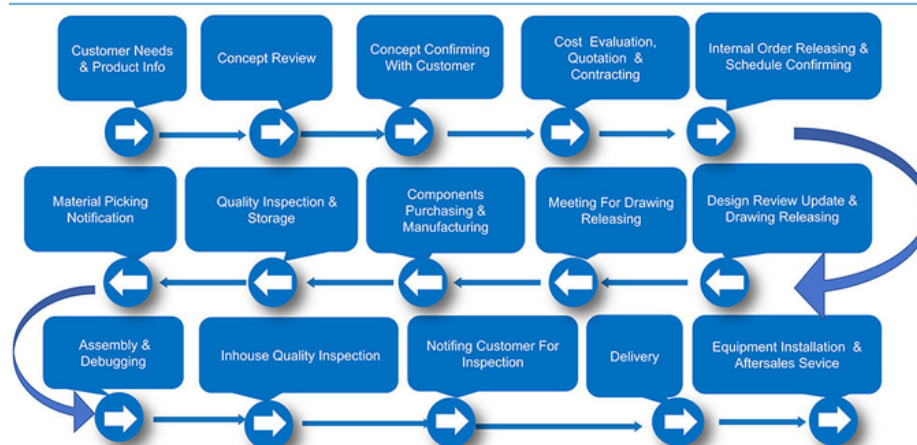 Customer Needs
& Product Info
Concept Review
Concept Confirming
With Customer
Cost Evaluation,
Quotation &
Contracting
Internal Order Releasing &
Schedule Confirming
Material Picking
Notification
Quality Inspection &
Storage
Components
Purchasing &
Manufacturing
Meeting For Drawing
Releasing
Design Review Update &
Drawing Releasing
Assembly &
Debugging
Inhouse Quality Inspection
Notifing Customer For
Inspection
Delivery
Equipment Installation &
Aftersales Sevice